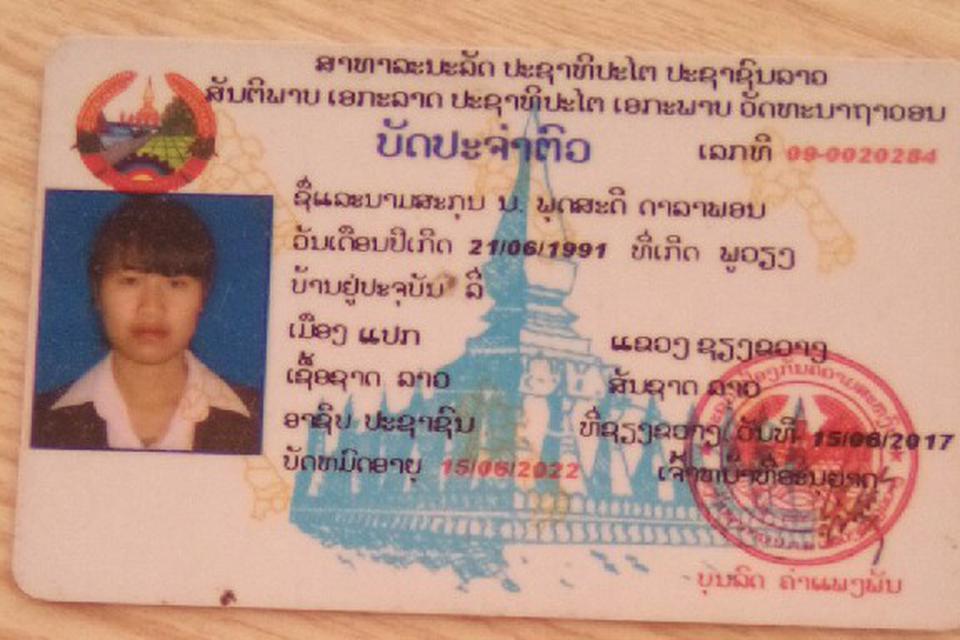 ສາທາລະນະລັດ ປະຊາທິປະໄຕ ປະຊາຊົນລາວ
ສັນຕິພາບ ເອກະລາດ ປະຊາທິປະໄຕ ເອກະພາບ ວັດທະນາຖາວອນ
ບັດປະຈຳຕົວ
ເລກທີ 09-0020284
ຊື່ແລະນາມສະກຸນ ນ. ພຸດສະດີ ດາລາພອນ
ວັນເດືອນປີເກີດ 21/06/1991 ທີ່ເກີດ ພູວຽງ
ບ້ານຢູ່ປະຈຸບັນ ລີ່
ເມືອງ ແປກ ແຂວງ ຊຽງຂວາງ
ເຊື້ອຊາດ ລາວ ສັນຊາດ ລາວ
ອາຊີບ ປະຊາຊົນ ທີ່ຊຽງຂວາງ ວັນທີ 15/06/2017
ບັດໝົດອາຍຸ 15/06/2022 ເຈົ້າໜ້າທີ່ອະນຸຍາດ
ບຸນລິດ ຄຳແພງພັນ